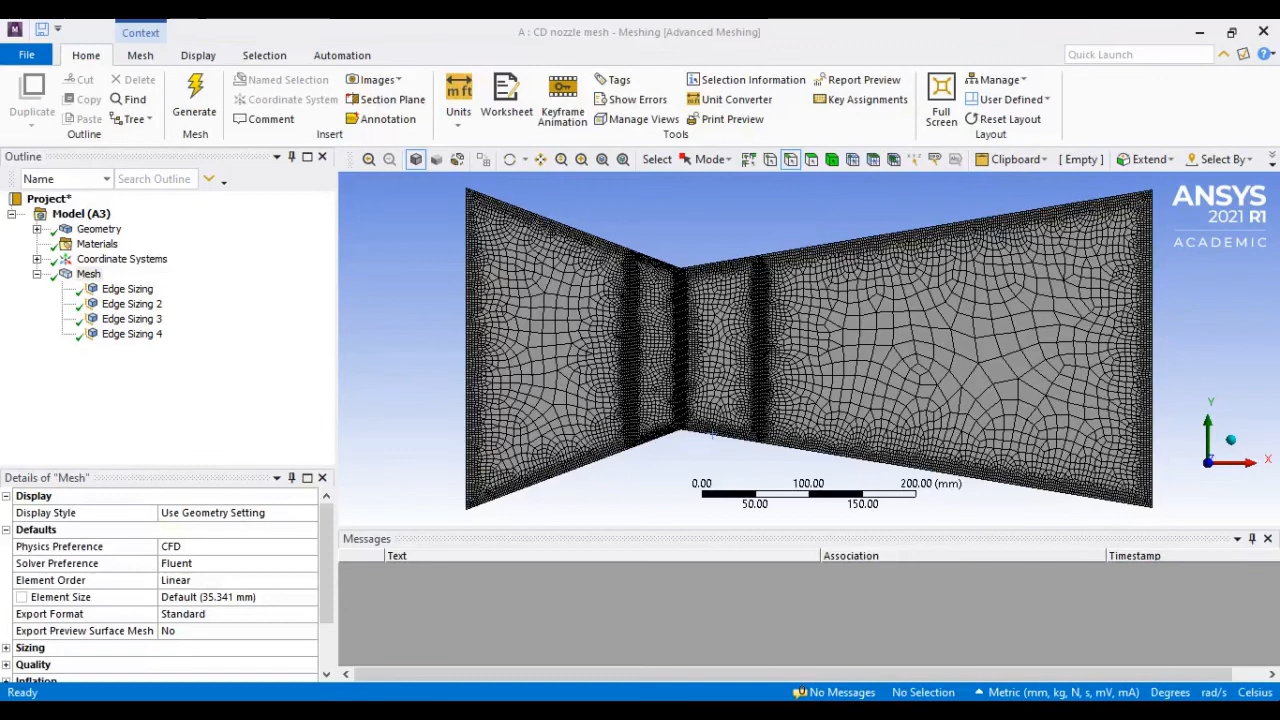 Context
A : CD nozzle mesh - Meshing [Advanced Meshing]
File Home Mesh Display Selection Automation Quick Launch
Duplicate Cut Copy Paste Delete Find Tree
Outline
Generate
Mesh
Named Selection Coordinate System Comment Images Section Plane Annotation
Insert
Units Worksheet Keyframe Animation Tags Show Errors Manage Views Selection Information Unit Converter Print Preview Report Preview Key Assignments
Tools
Full Screen Manage User Defined Reset Layout
Layout
Outline
Name Search Outline
Select Mode Clipboard [ Empty ] Extend Select By
Project*
Model (A3)
Geometry
Materials
Coordinate Systems
Mesh
Edge Sizing
Edge Sizing 2
Edge Sizing 3
Edge Sizing 4
ANSYS
2021 R1
ACADEMIC
Y
X
Z
0.00 100.00 200.00 (mm)
50.00 150.00
Details of "Mesh"
Display
Display Style Use Geometry Setting
Defaults
Physics Preference CFD
Solver Preference Fluent
Element Order Linear
Element Size Default (35.341 mm)
Export Format Standard
Export Preview Surface Mesh No
Sizing
Quality
Inflation
Messages
Text Association Timestamp
Ready No Messages No Selection Metric (mm, kg, N, s, mV, mA) Degrees rad/s Celsius